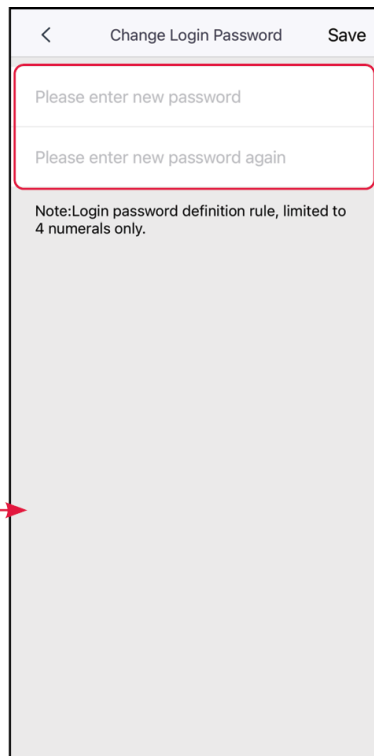 Change Login Password Save
Please enter new password
Please enter new password again
Note:Login password definition rule, limited to
4 numerals only.